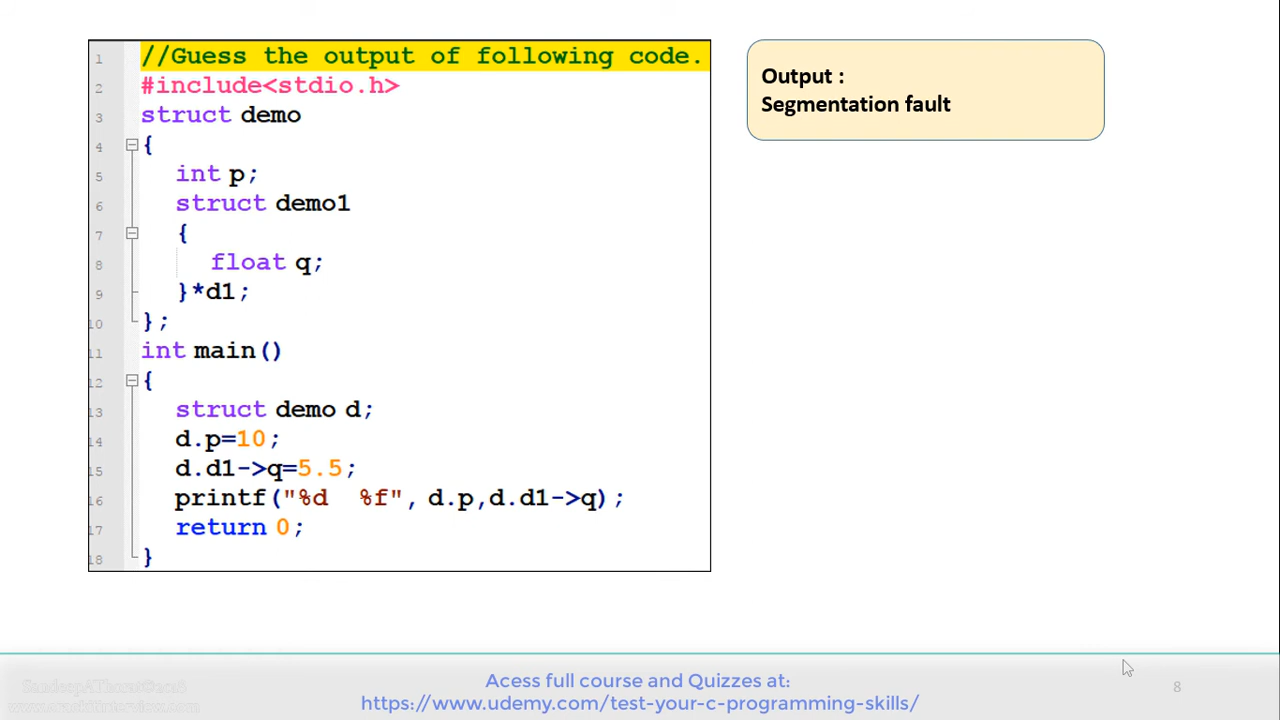 1 //Guess the output of following code.
2 #include<stdio.h>
3 struct demo
4 {
5 int p;
6 struct demo1
7 {
8 float q;
9 }*d1;
10 };
11 int main()
12 {
13 struct demo d;
14 d.p=10;
15 d.d1->q=5.5;
16 printf("%d  %f", d.p,d.d1->q);
17 return 0;
18 }
Output :
Segmentation fault
Acess full course and Quizzes at:
https://www.udemy.com/test-your-c-programming-skills/
8